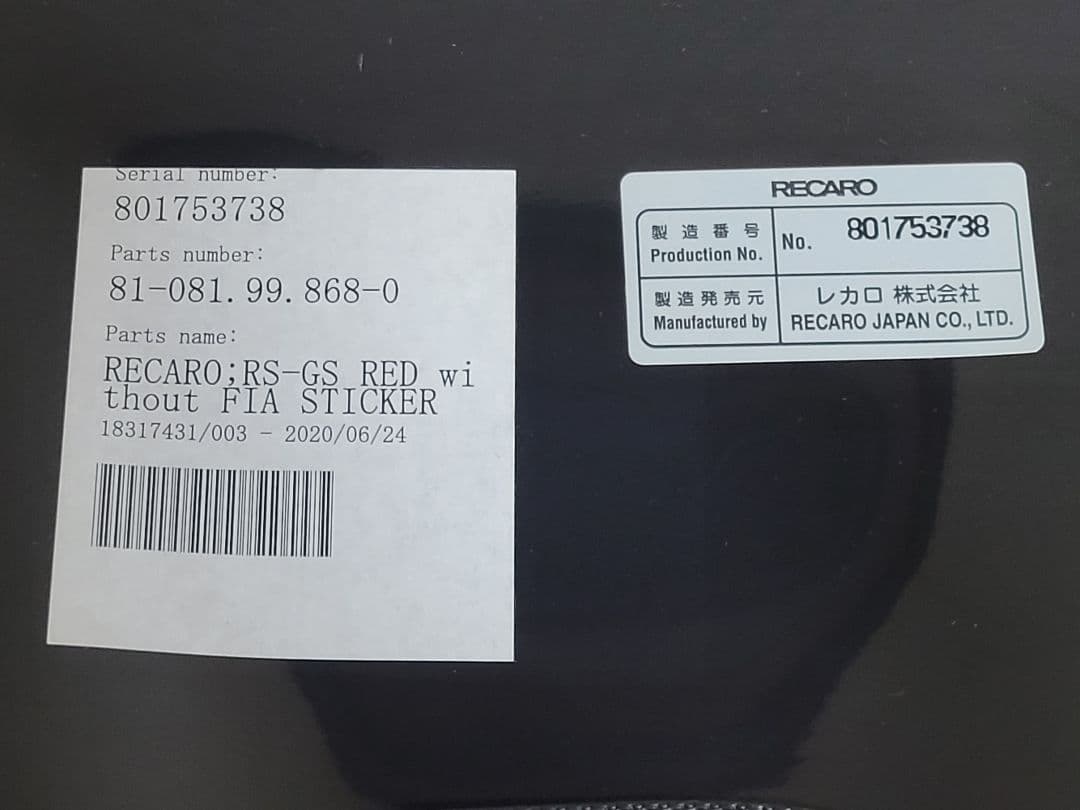 Serial number:
801753738
Parts number:
81-081.99.868-0
Parts name:
RECARO;RS-GS RED wi
thout FIA STICKER
18317431/003 - 2020/06/24
RECARO
製造番号
Production No.
No. 801753738
製造発売元
Manufactured by
レカロ 株式会社
RECARO JAPAN CO., LTD.